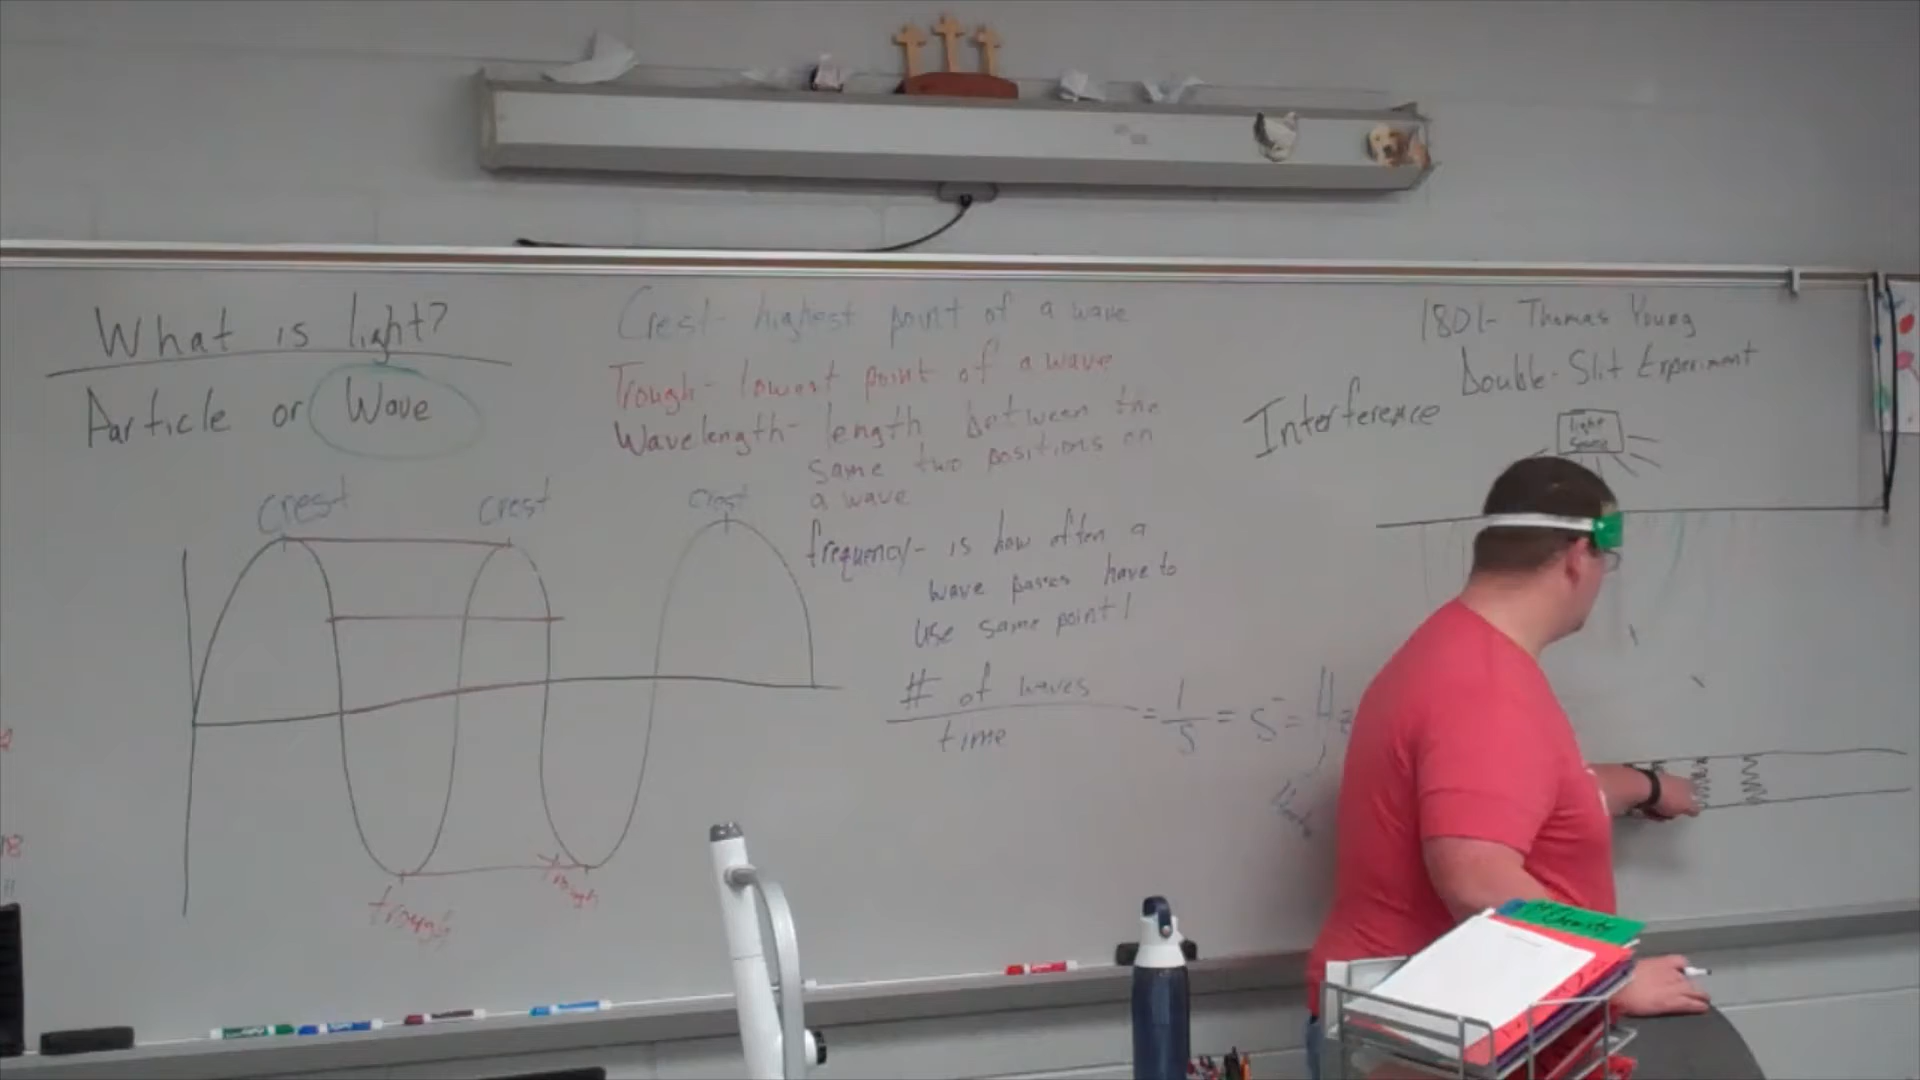 What is light?
Particle or Wave
Crest- highest point of a wave
Trough- lowest point of a wave
Wavelength- length between the
same two positions on
a wave
frequency- is how often a
wave passes have to
use same point!
# of waves
time
= 1/s = s⁻ = Hz
Hertz
crest
crest
crest
trough
trough
1801- Thomas Young
Double-Slit Experiment
Interference
light
source